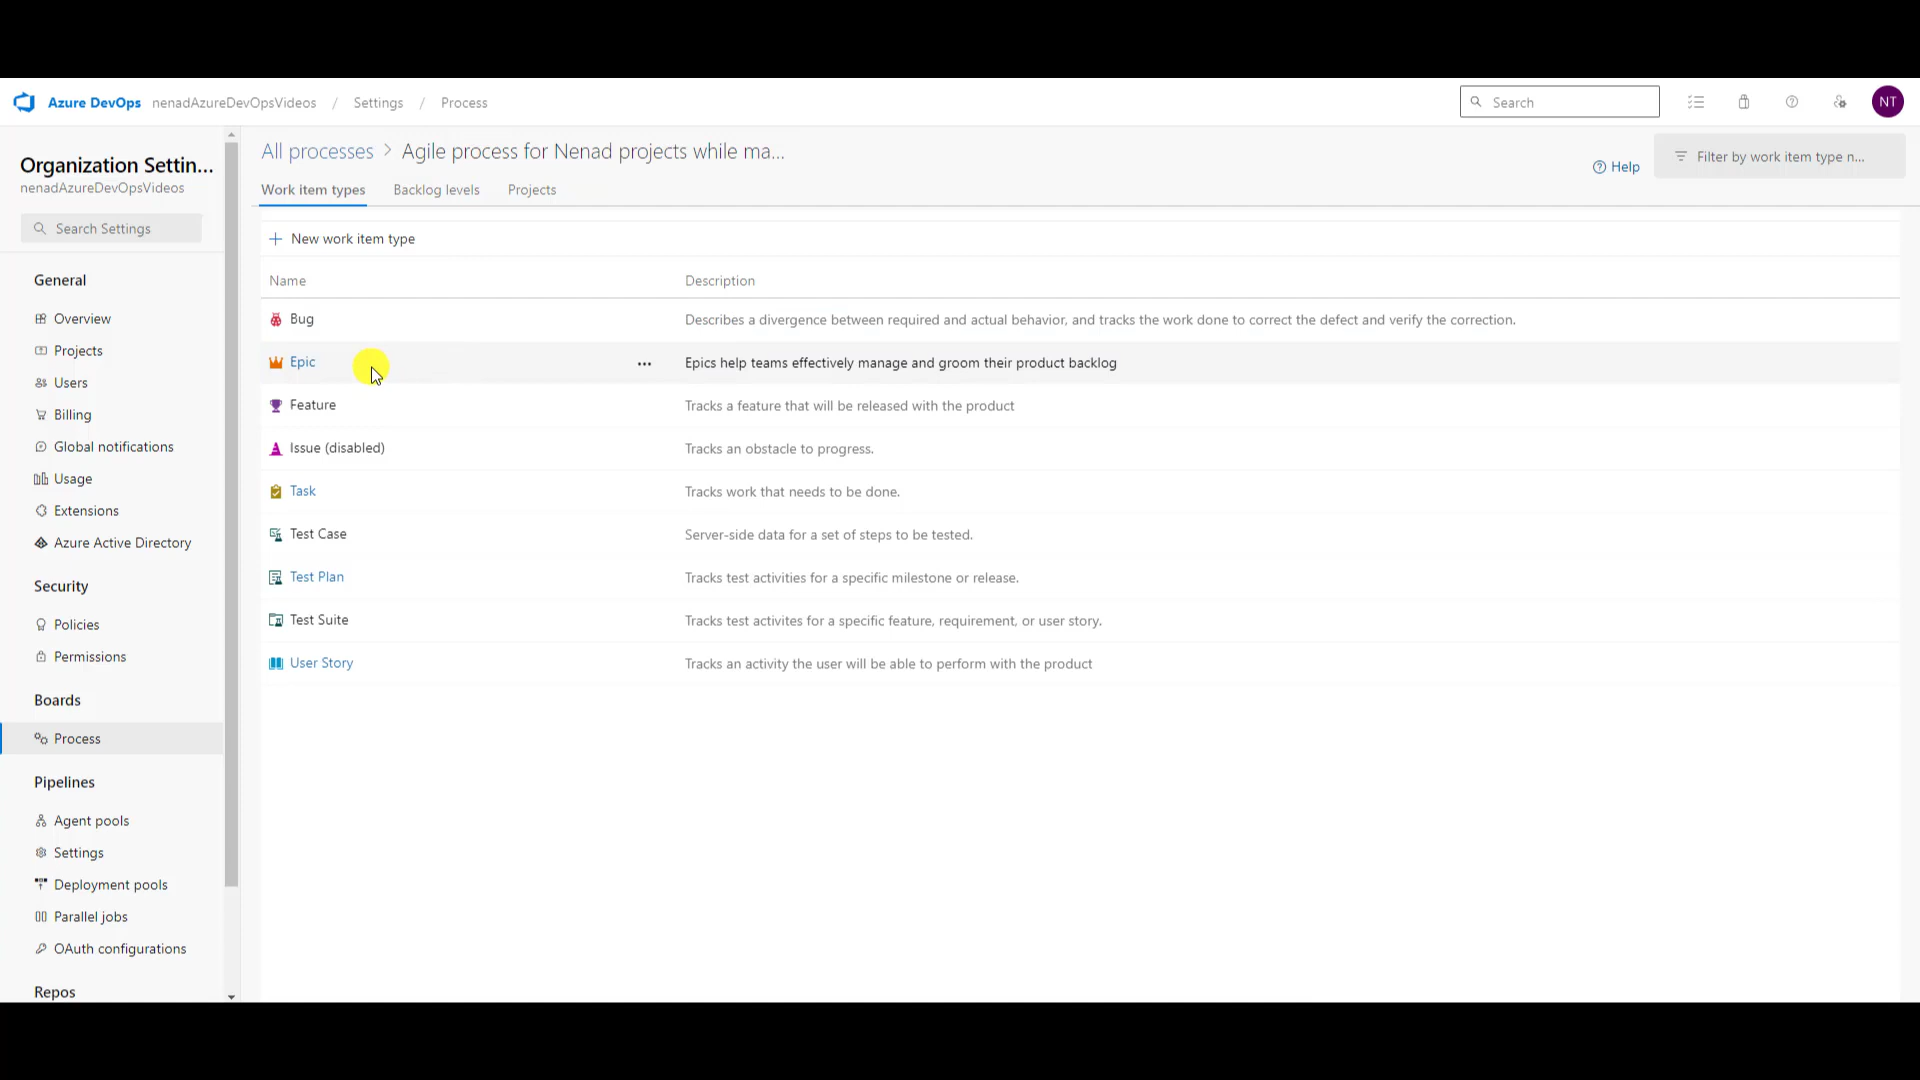 Azure DevOps nenadAzureDevOpsVideos / Settings / Process
Search
NT
Organization Settin...
nenadAzureDevOpsVideos
Search Settings
General
Overview
Projects
Users
Billing
Global notifications
Usage
Extensions
Azure Active Directory
Security
Policies
Permissions
Boards
Process
Pipelines
Agent pools
Settings
Deployment pools
Parallel jobs
OAuth configurations
Repos
All processes > Agile process for Nenad projects while ma...
Help
Filter by work item type n...
Work item types Backlog levels Projects
+ New work item type
Name Description
Bug Describes a divergence between required and actual behavior, and tracks the work done to correct the defect and verify the correction.
Epic ... Epics help teams effectively manage and groom their product backlog
Feature Tracks a feature that will be released with the product
Issue (disabled) Tracks an obstacle to progress.
Task Tracks work that needs to be done.
Test Case Server-side data for a set of steps to be tested.
Test Plan Tracks test activities for a specific milestone or release.
Test Suite Tracks test activites for a specific feature, requirement, or user story.
User Story Tracks an activity the user will be able to perform with the product